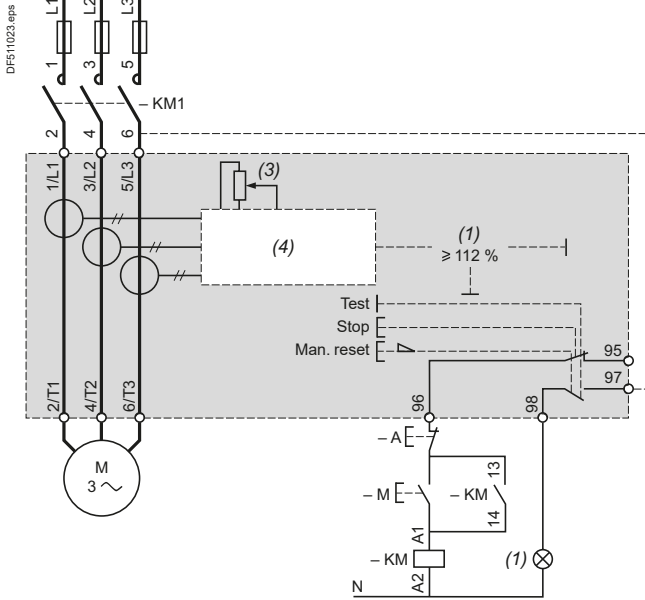 DF511023.eps
L1
L2
L3
1
3
5
– KM1
2
4
6
1/L1
3/L2
5/L3
(3)
(4)
(1)
≥ 112 %
Test
Stop
Man. reset
95
97
2/T1
4/T2
6/T3
96
98
– A
M
3
13
– M
– KM
14
A1
– KM
(1)
A2
N